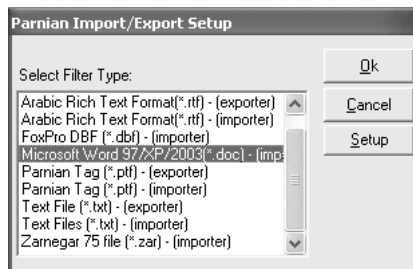 Parnian Import/Export Setup
Select Filter Type:
Arabic Rich Text Format(*.rtf) - (exporter)
Arabic Rich Text Format(*.rtf) - (importer)
FoxPro DBF (*.dbf) - (importer)
Microsoft Word 97/XP/2003(*.doc) - (imp
Parnian Tag (*.ptf) - (exporter)
Parnian Tag (*.ptf) - (importer)
Text File (*.txt) - (exporter)
Text Files (*.txt) - (importer)
Zarnegar 75 file (*.zar) - (importer)
Ok
Cancel
Setup